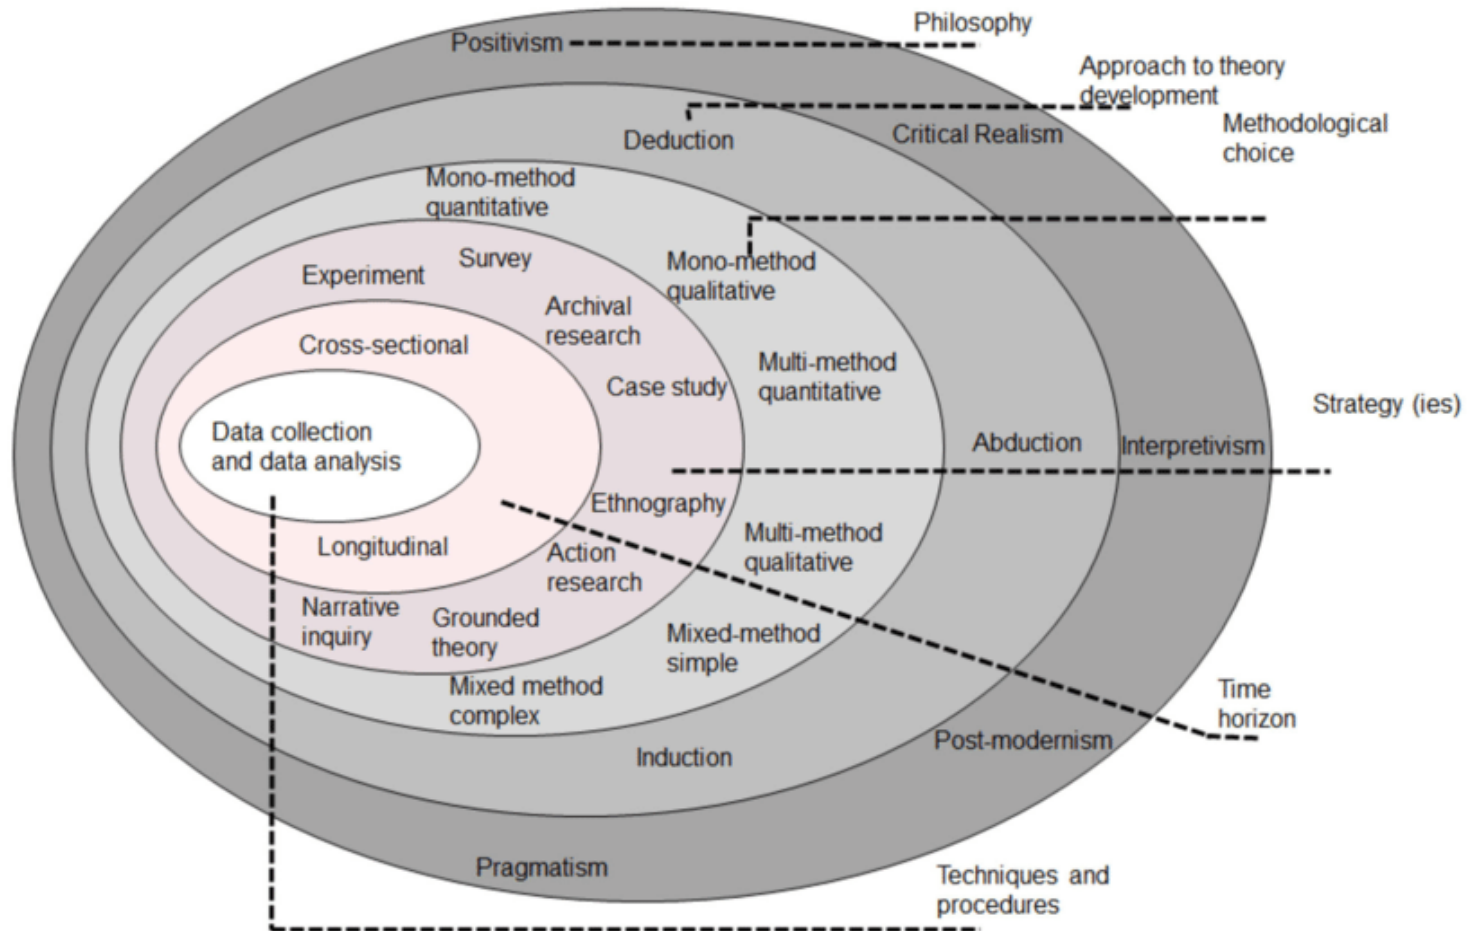 Philosophy
Positivism
Approach to theory
development
Methodological
choice
Critical Realism
Deduction
Mono-method
quantitative
Survey
Experiment
Mono-method
qualitative
Archival
research
Cross-sectional
Multi-method
quantitative
Case study
Strategy (ies)
Data collection
and data analysis
Abduction
Interpretivism
Ethnography
Multi-method
qualitative
Longitudinal
Action
research
Narrative
inquiry
Grounded
theory
Mixed-method
simple
Mixed method
complex
Time
horizon
Post-modernism
Induction
Pragmatism
Techniques and
procedures